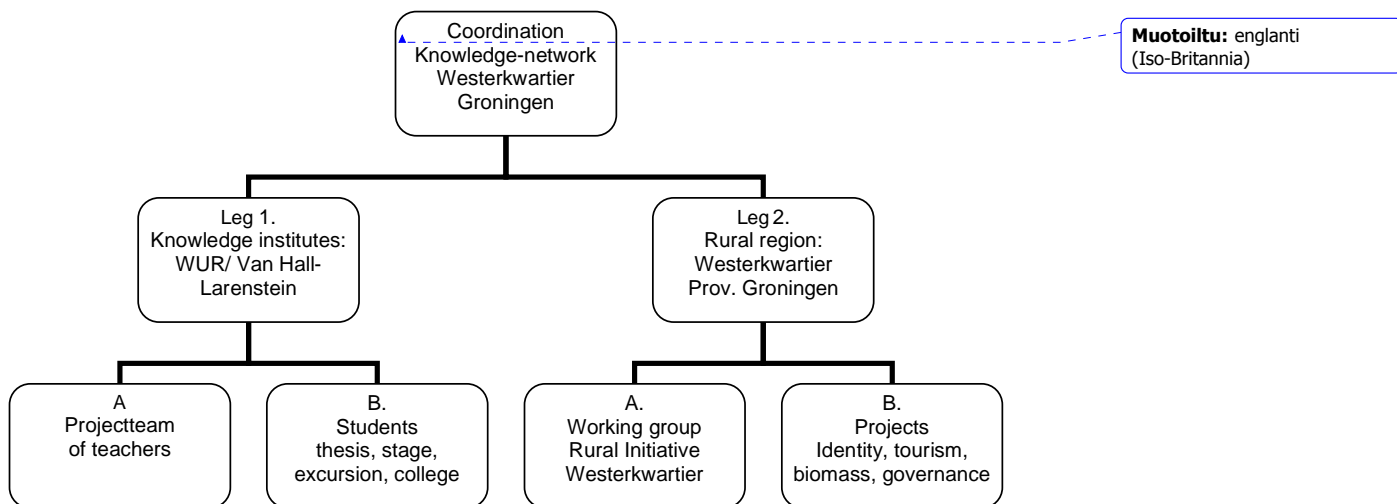 Coordination
Knowledge-network
Westerkwartier
Groningen
Muotoiltu: englanti
(Iso-Britannia)
Leg 1.
Knowledge institutes:
WUR/ Van Hall-
Larenstein
Leg 2.
Rural region:
Westerkwartier
Prov. Groningen
A
Projectteam
of teachers
B.
Students
thesis, stage,
excursion, college
A.
Working group
Rural Initiative
Westerkwartier
B.
Projects
Identity, tourism,
biomass, governance